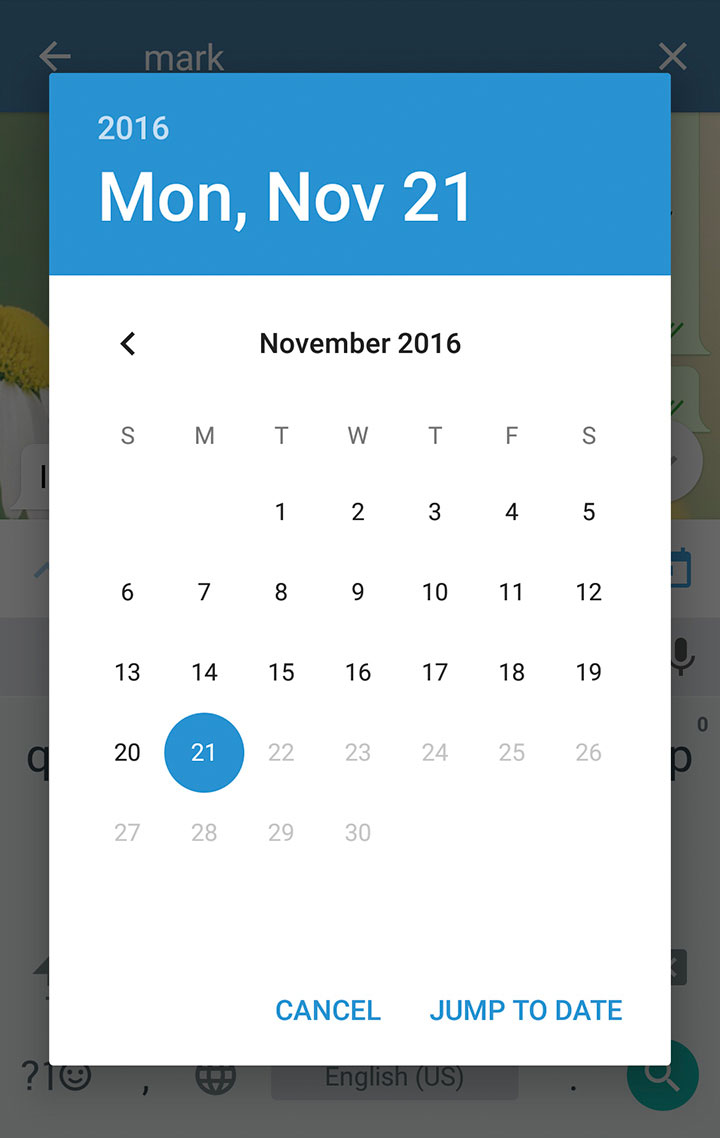 mark
2016
Mon, Nov 21
November 2016
S M T W T F S
1 2 3 4 5
6 7 8 9 10 11 12
13 14 15 16 17 18 19
20 21 22 23 24 25 26
27 28 29 30
q p 0
CANCEL JUMP TO DATE
?1☺ , English (US) .